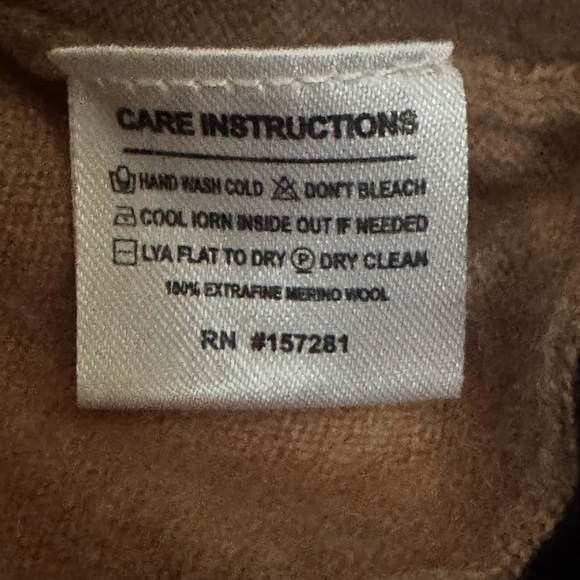 CARE INSTRUCTIONS
HAND WASH COLD DON'T BLEACH
COOL IORN INSIDE OUT IF NEEDED
LYA FLAT TO DRY P DRY CLEAN
100% EXTRAFINE MERINO WOOL
RN #157281